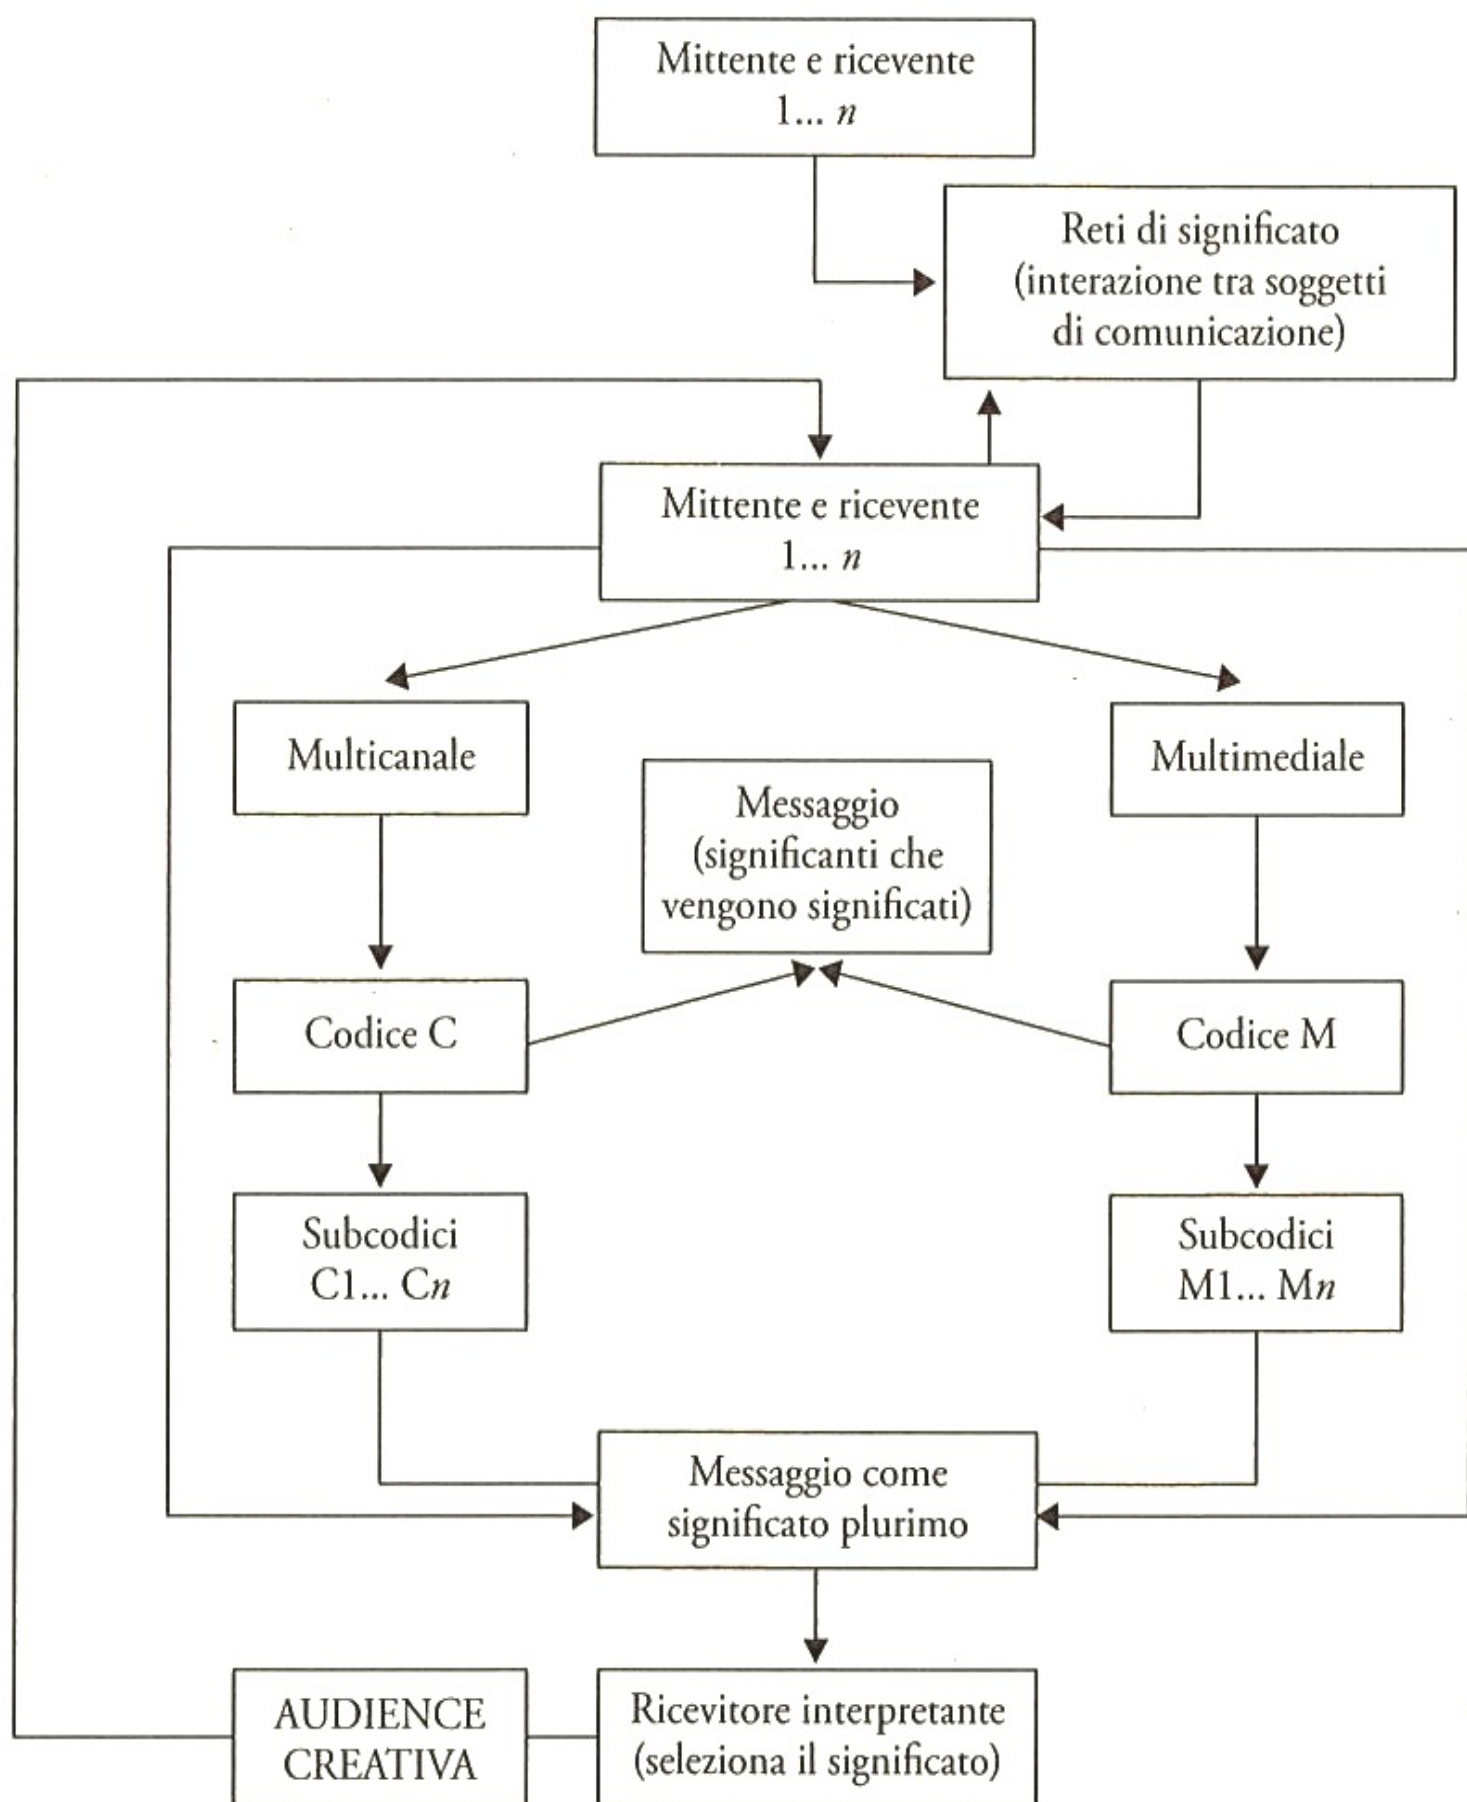 Mittente e ricevente
1... n
Reti di significato
(interazione tra soggetti
di comunicazione)
Mittente e ricevente
1... n
Multicanale
Multimediale
Messaggio
(significanti che
vengono significati)
Codice C
Codice M
Subcodici
C1... Cn
Subcodici
M1... Mn
Messaggio come
significato plurimo
AUDIENCE
CREATIVA
Ricevitore interpretante
(seleziona il significato)